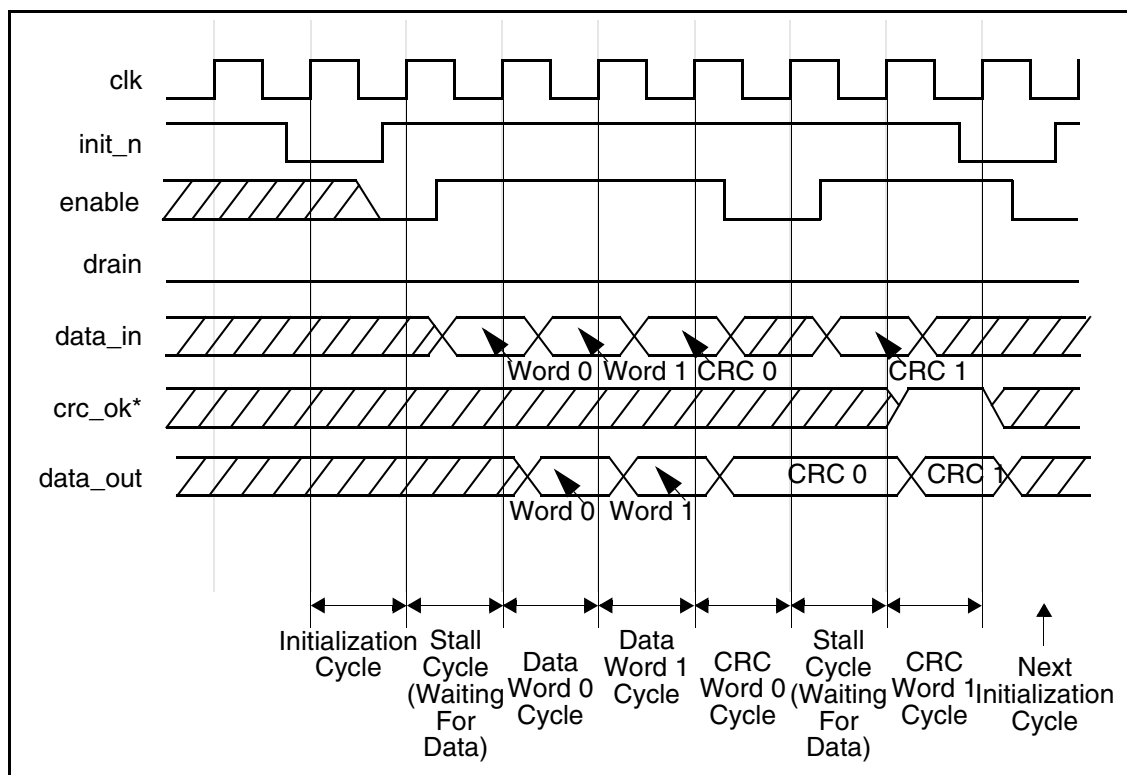 clk
init_n
enable
drain
data_in
Word 0
Word 1
CRC 0
CRC 1
crc_ok*
data_out
CRC 0
CRC 1
Word 0
Word 1
Initialization
Cycle
Stall
Cycle
(Waiting
For
Data)
Data
Word 0
Cycle
Data
Word 1
Cycle
CRC
Word 0
Cycle
Stall
Cycle
(Waiting
For
Data)
CRC
Word 1
Cycle
Next
Initialization
Cycle